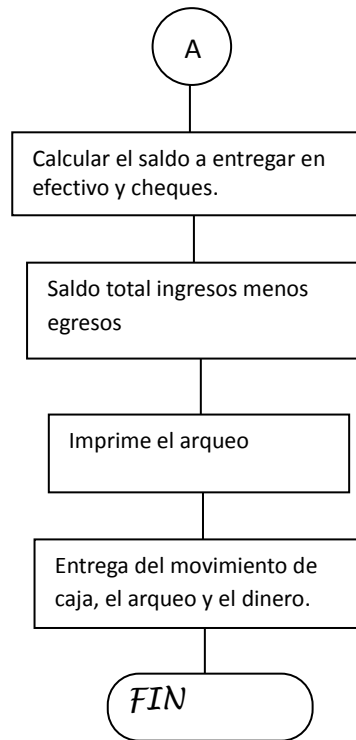 A
Calcular el saldo a entregar en
efectivo y cheques.
Saldo total ingresos menos
egresos
Imprime el arqueo
Entrega del movimiento de
caja, el arqueo y el dinero.
FIN